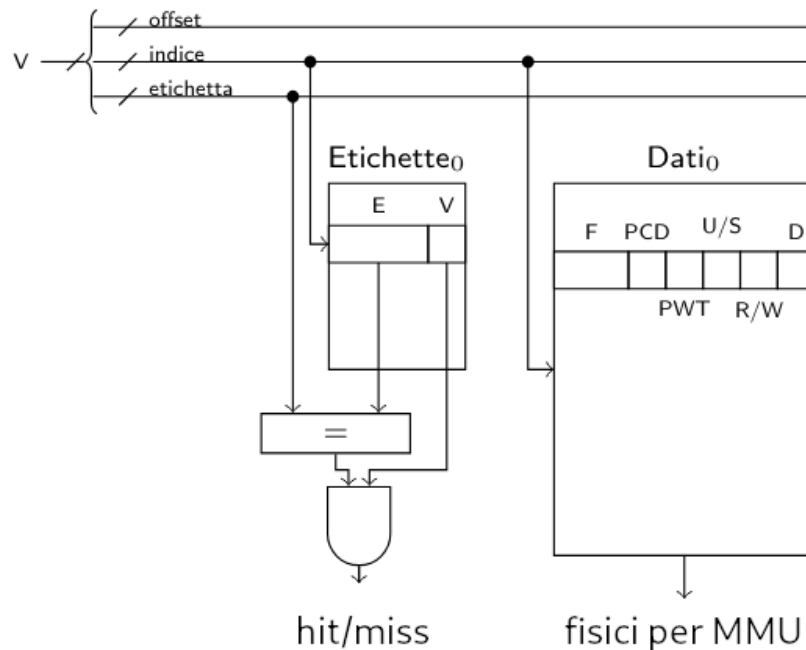 offset
V
indice
etichetta
Etichette₀
Dati₀
E V
F PCD U/S D
PWT R/W
=
hit/miss
fisici per MMU